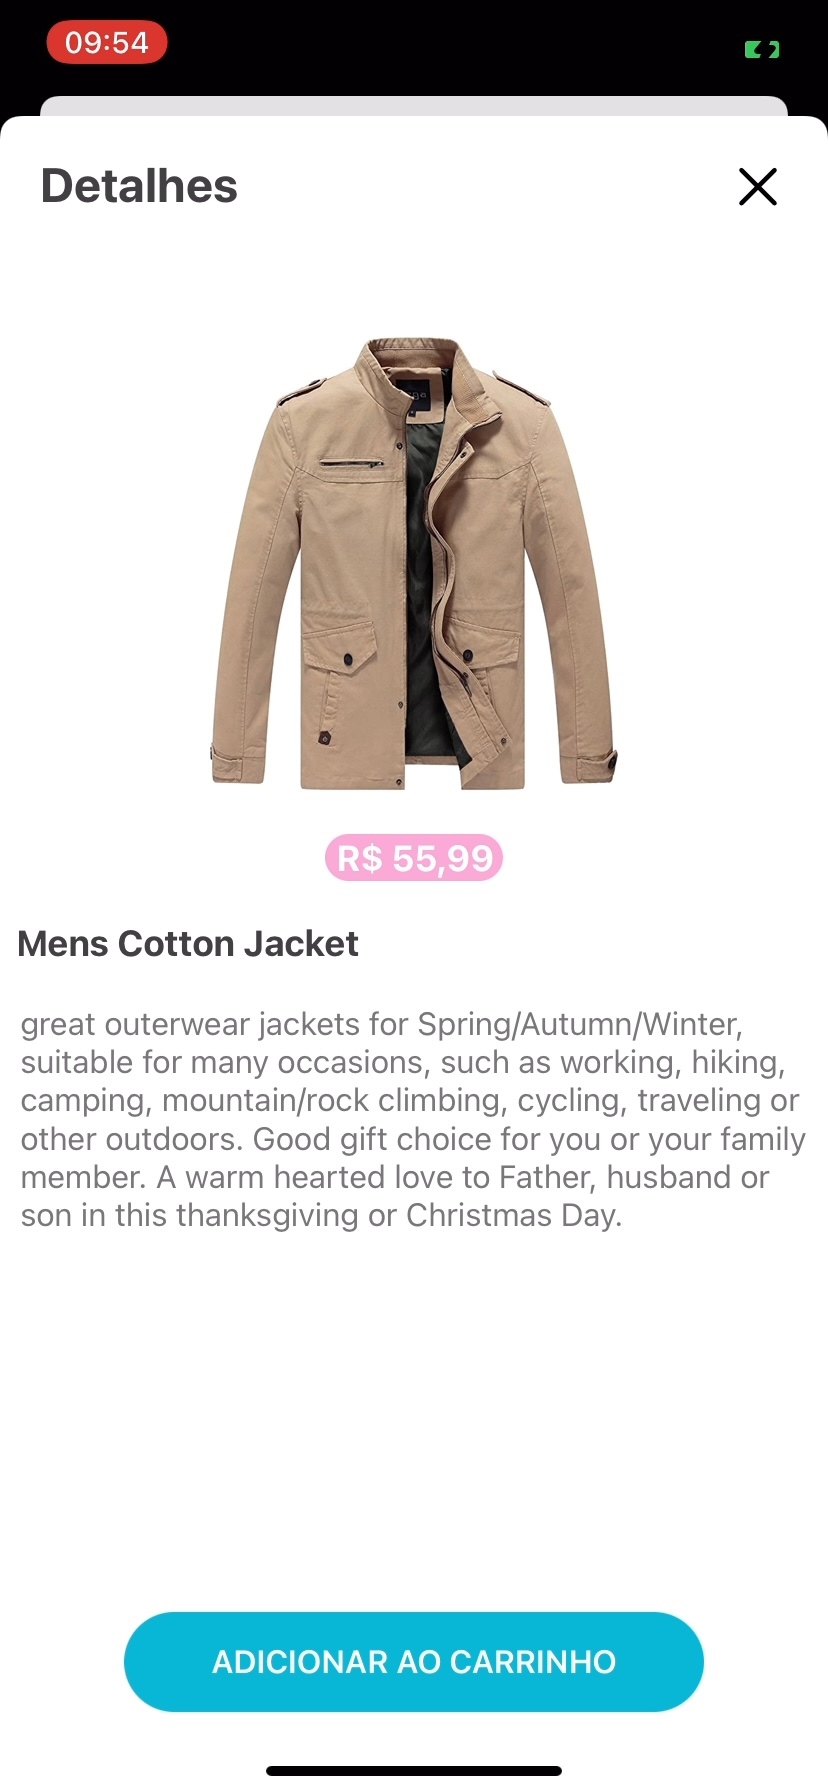 09:54
Detalhes
R$ 55,99
Mens Cotton Jacket
great outerwear jackets for Spring/Autumn/Winter,
suitable for many occasions, such as working, hiking,
camping, mountain/rock climbing, cycling, traveling or
other outdoors. Good gift choice for you or your family
member. A warm hearted love to Father, husband or
son in this thanksgiving or Christmas Day.
ADICIONAR AO CARRINHO